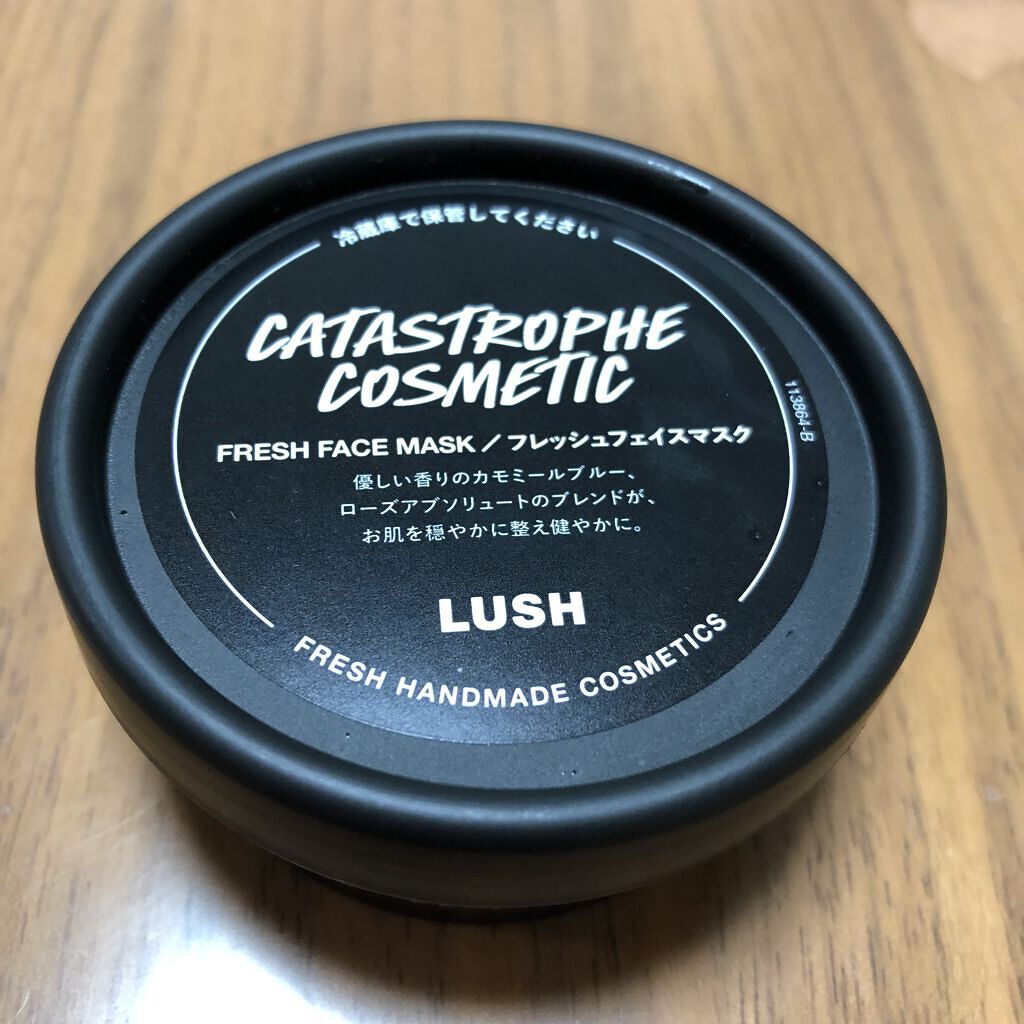 冷蔵庫で保管してください
CATASTROPHE
COSMETIC
FRESH FACE MASK／フレッシュフェイスマスク
優しい香りのカモミールブルー、
ローズアブソリュートのブレンドが、
お肌を穏やかに整え健やかに。
113864-B
LUSH
FRESH HANDMADE COSMETICS